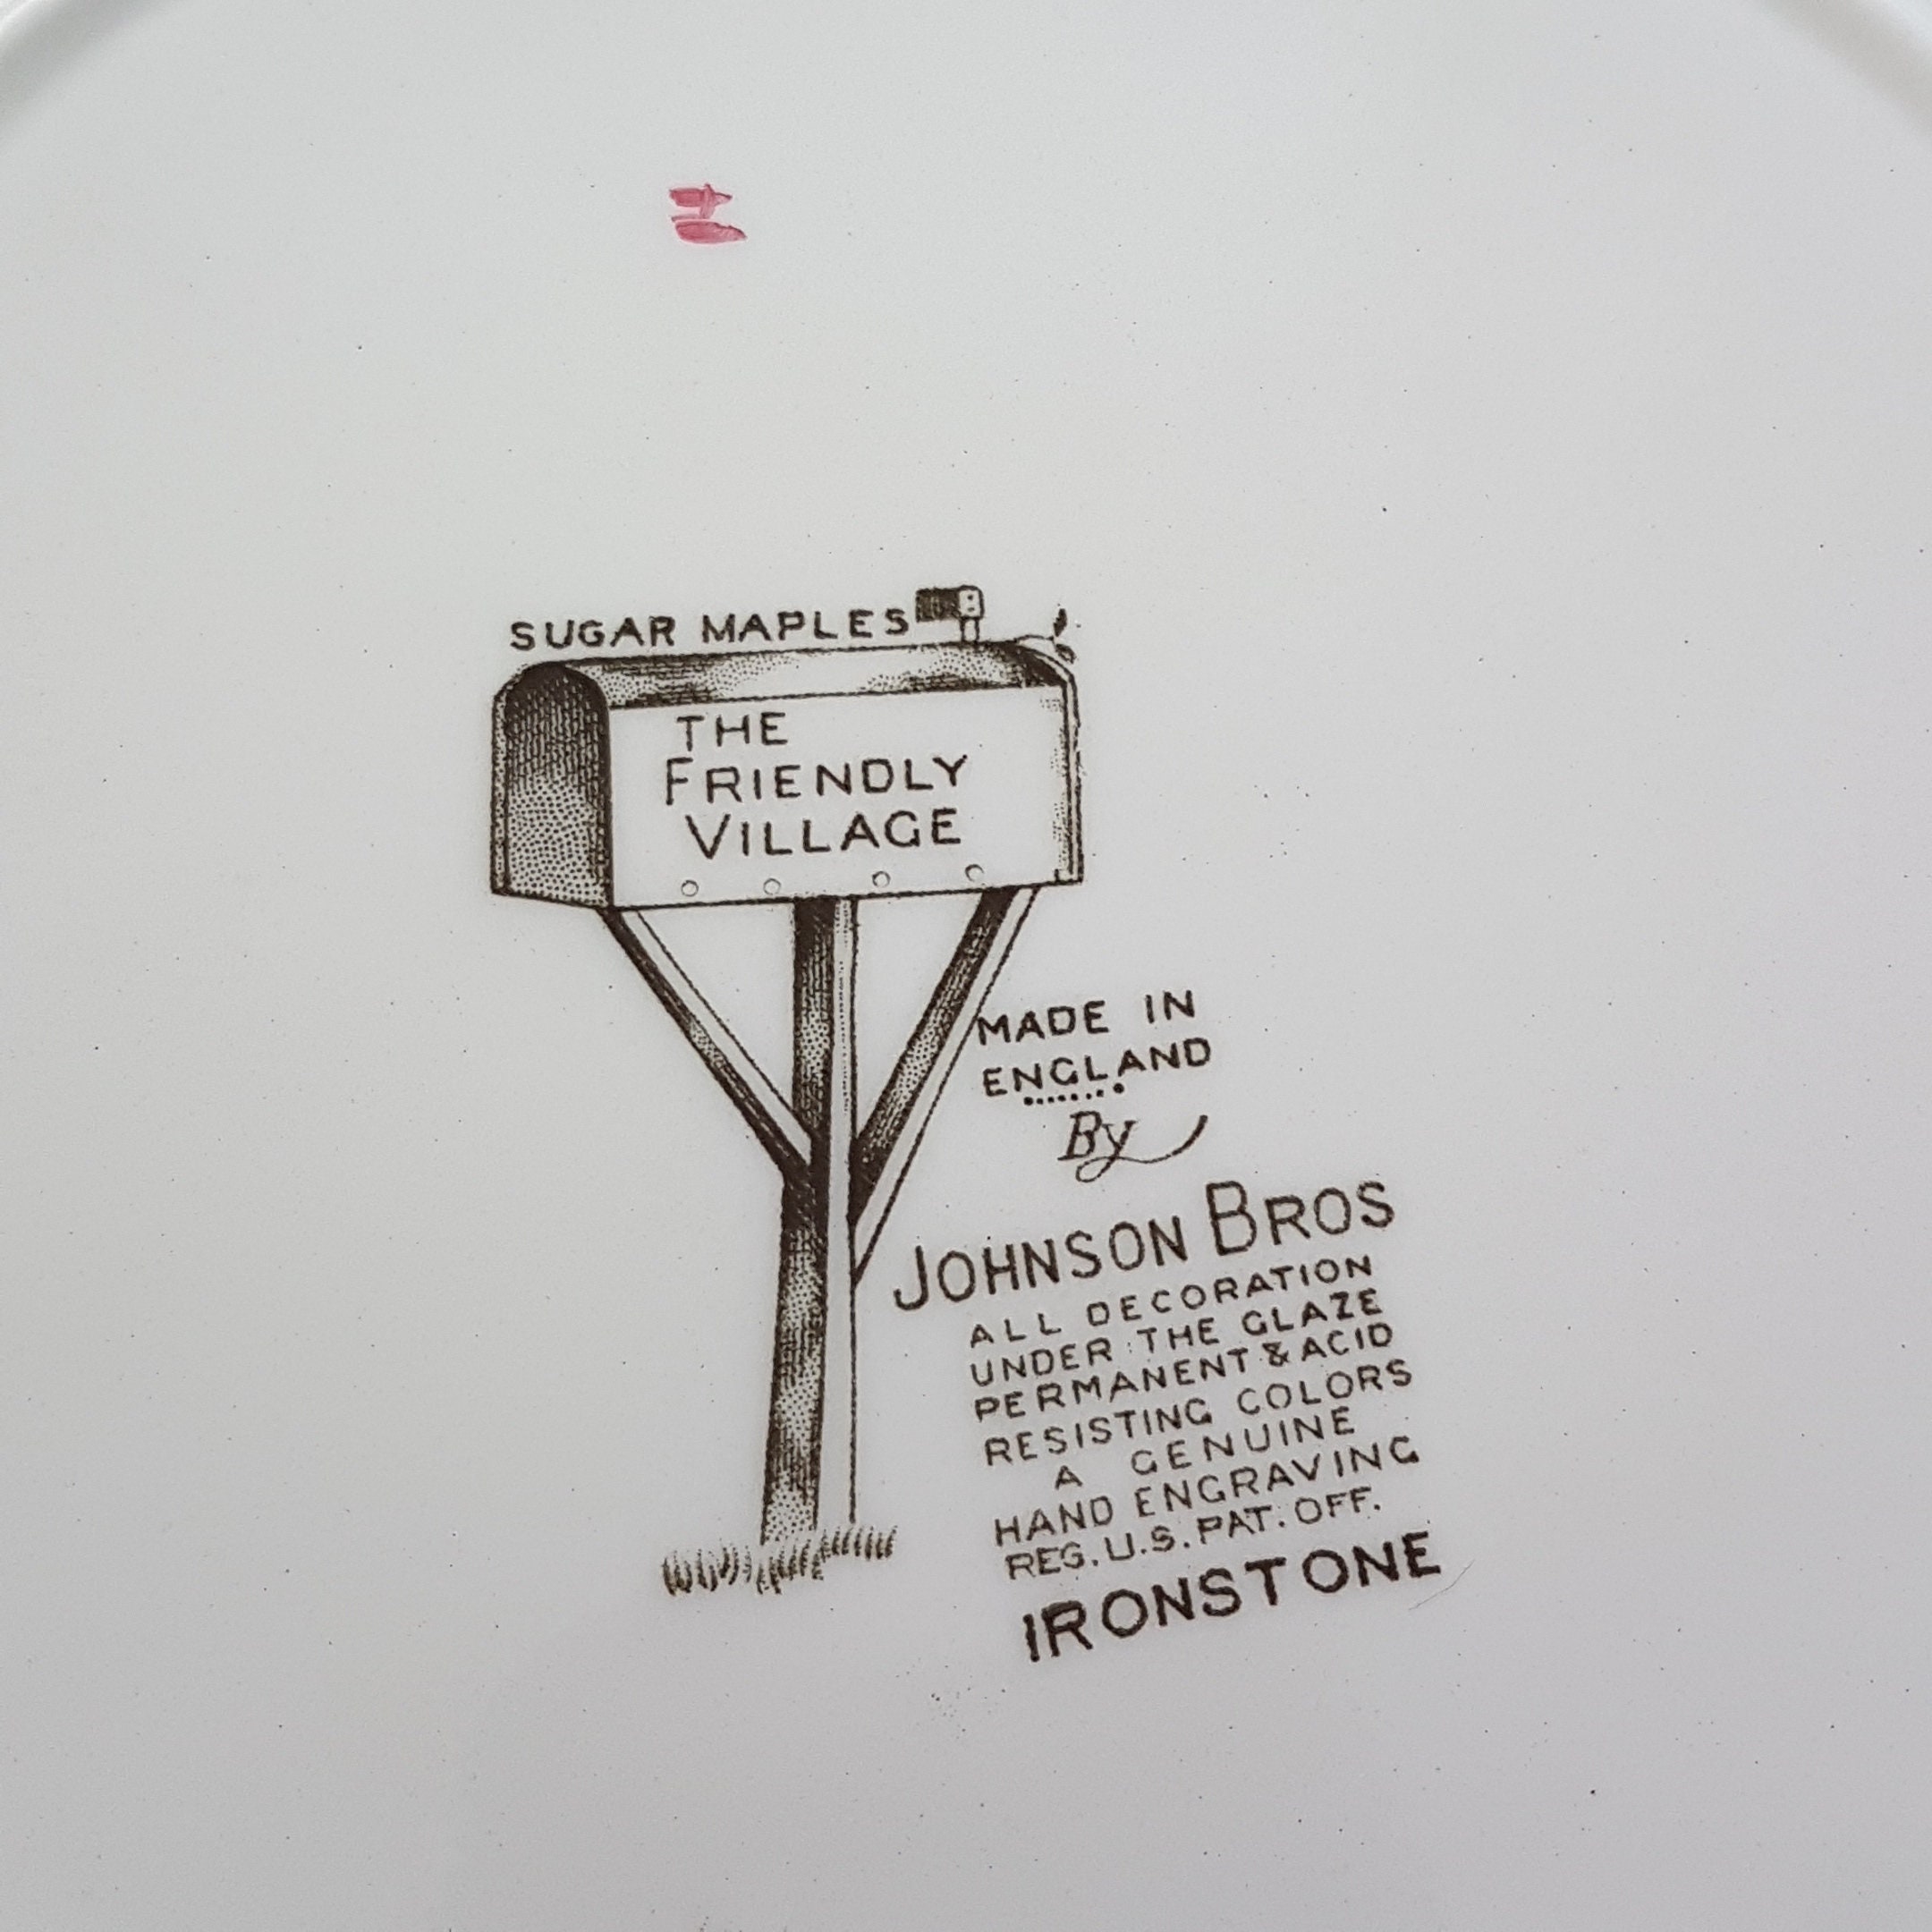 SUGAR MAPLES
THE
FRIENDLY
VILLAGE
MADE IN
ENGLAND
By
JOHNSON BROS
ALL DECORATION
UNDER THE GLAZE
PERMANENT & ACID
RESISTING COLORS
A GENUINE
HAND ENGRAVING
REG. U.S. PAT. OFF.
IRONSTONE